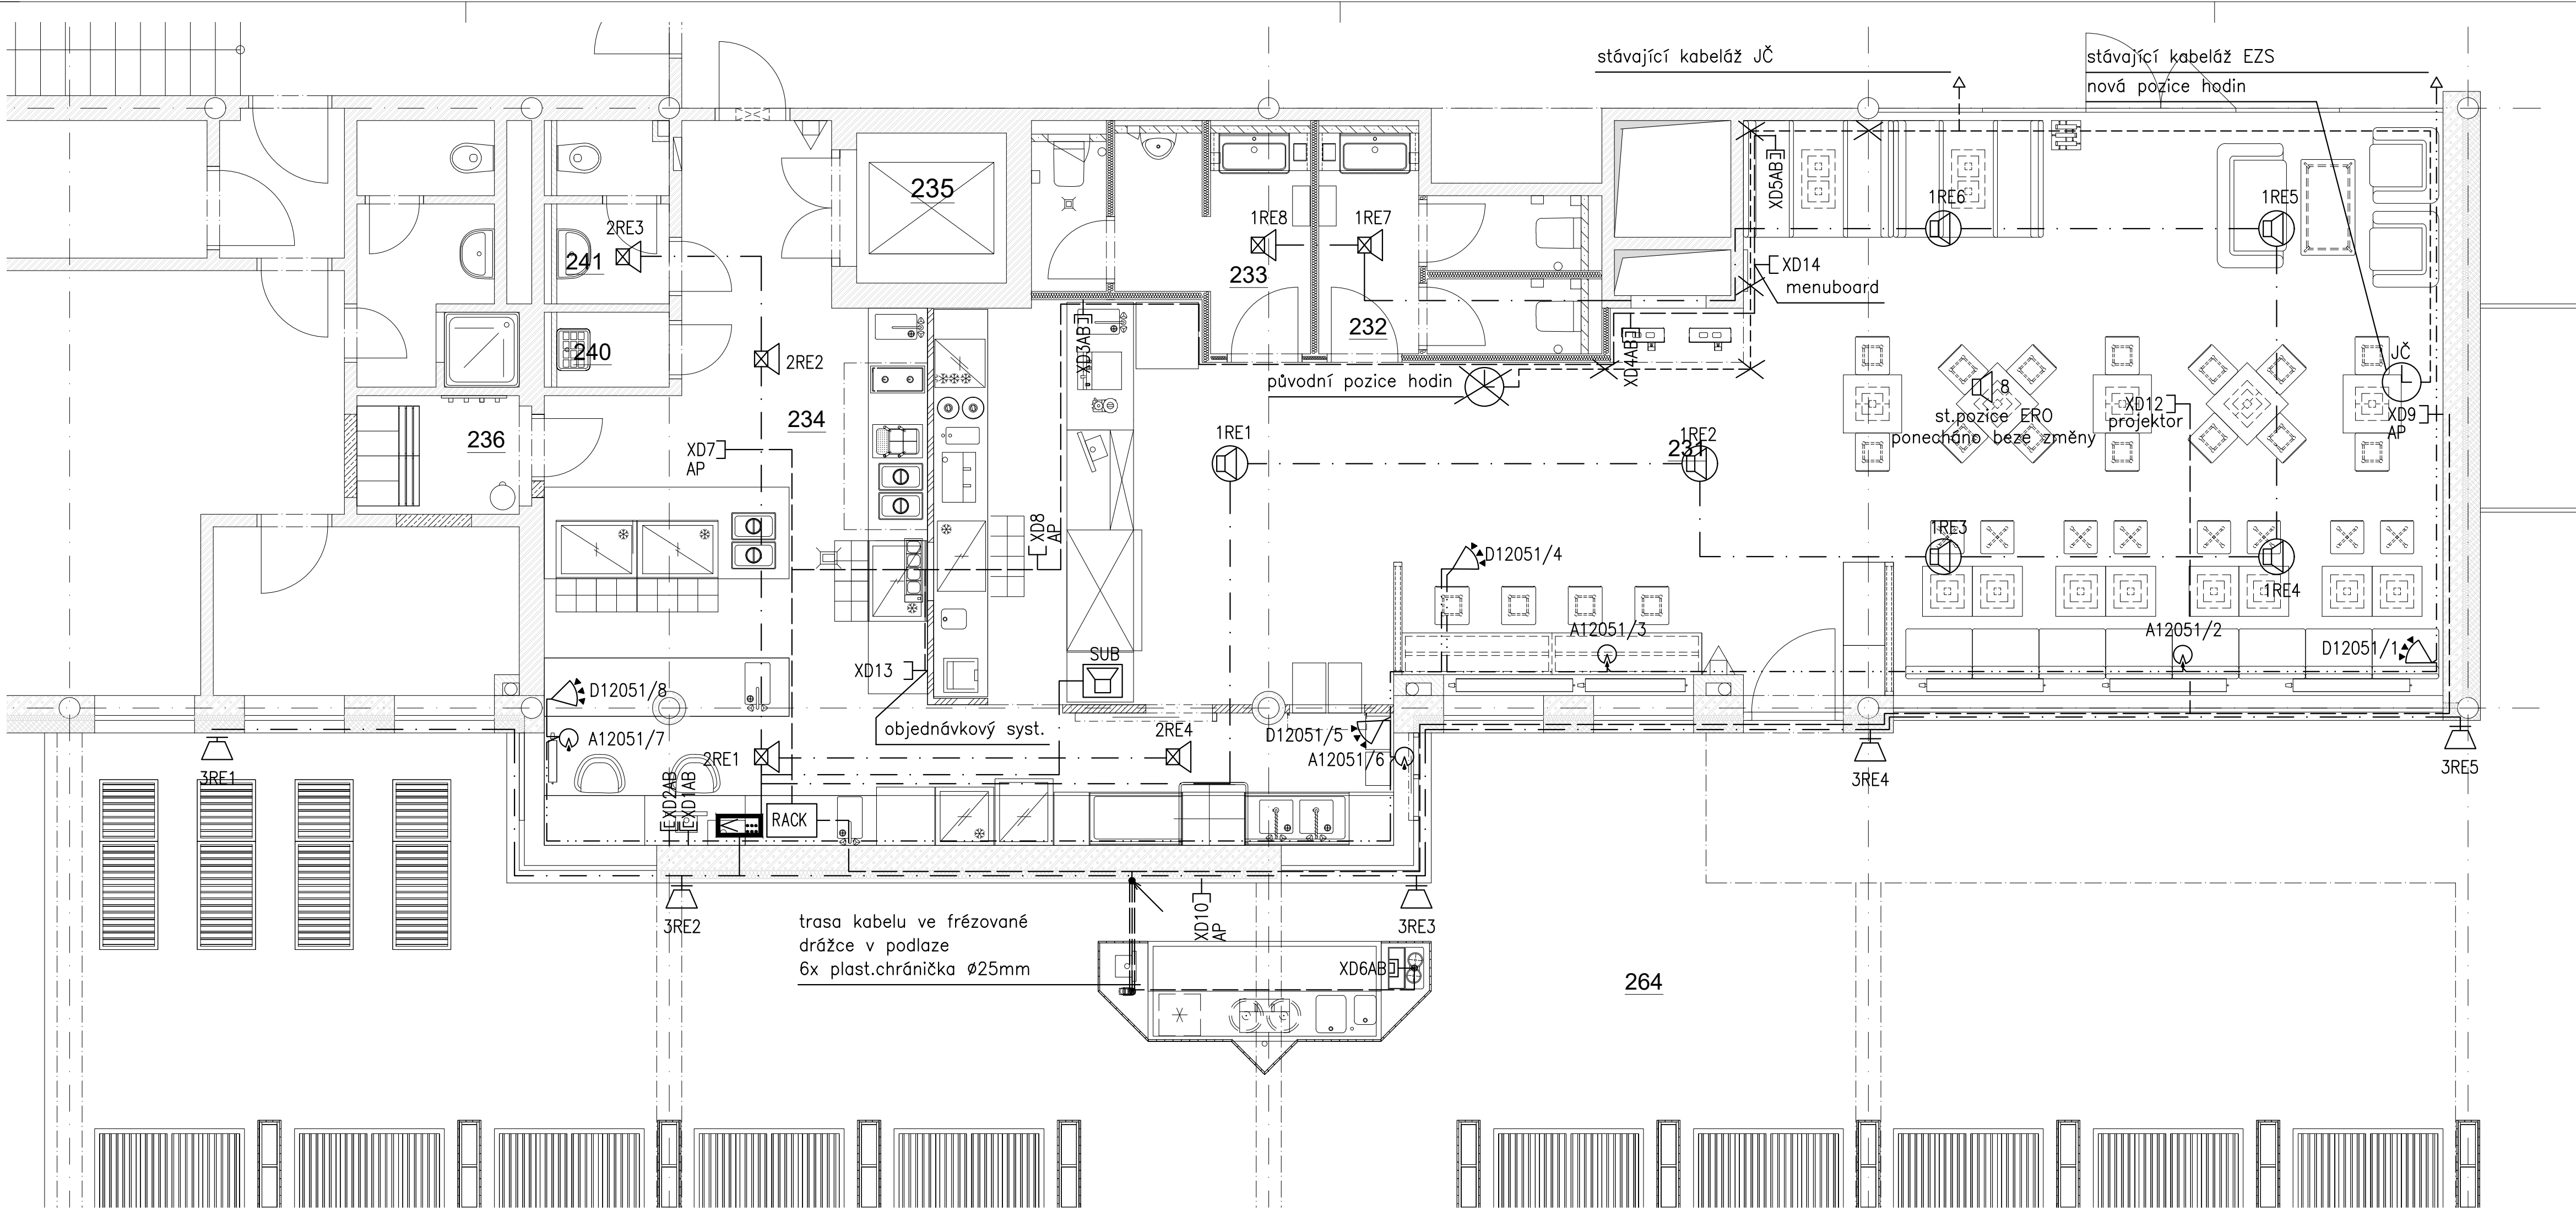 stávající kabeláž JČ
stávající kabeláž EZS
nová pozice hodin
235
XD5AB
1RE6
1RE5
2RE3
1RE8
1RE7
241
233
XD14
menuboard
240
2RE2
XD3AB
232
XD4AB
JČ
původní pozice hodin
8
st.pozice ERO
ponecháno beze změny
XD12
projektor
XD9
AP
236
234
XD7
AP
1RE1
1RE2
231
XD8
AP
1RE3
D12051/4
1RE4
A12051/3
A12051/2
D12051/1
SUB
XD13
D12051/8
objednávkový syst.
A12051/7
2RE1
2RE4
D12051/5
A12051/6
3RE1
3RE4
3RE5
XD2AB
XD1AB
RACK
3RE2
3RE3
XD10
AP
trasa kabelu ve frézované
drážce v podlaze
6x plast.chránička Ø25mm
XD6AB
264